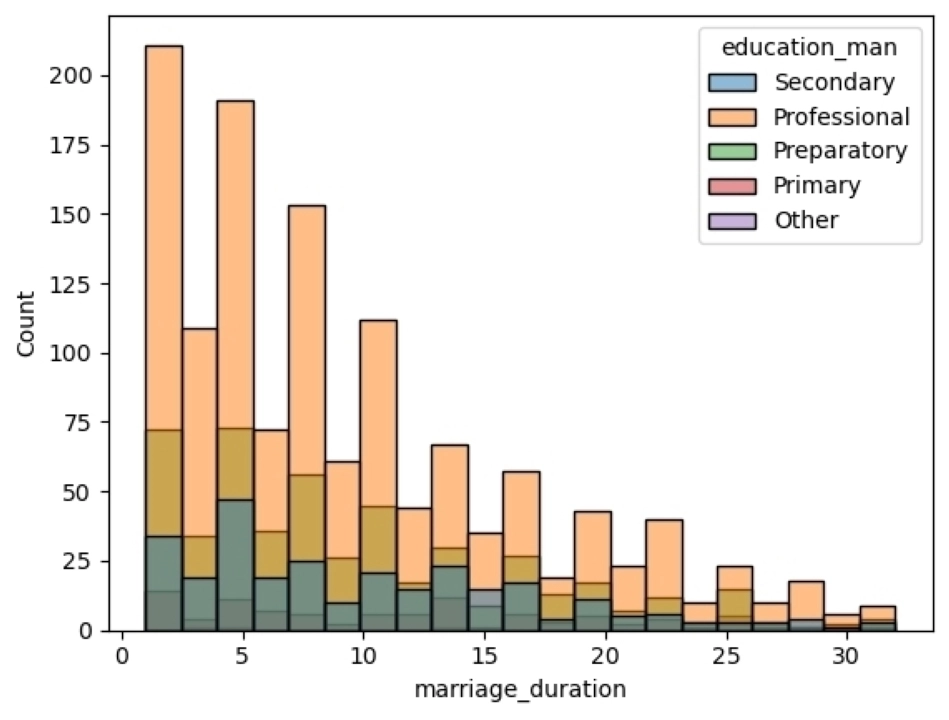 education_man
Secondary
Professional
Preparatory
Primary
Other
200
175
150
125
100
75
50
25
0
Count
0 5 10 15 20 25 30
marriage_duration